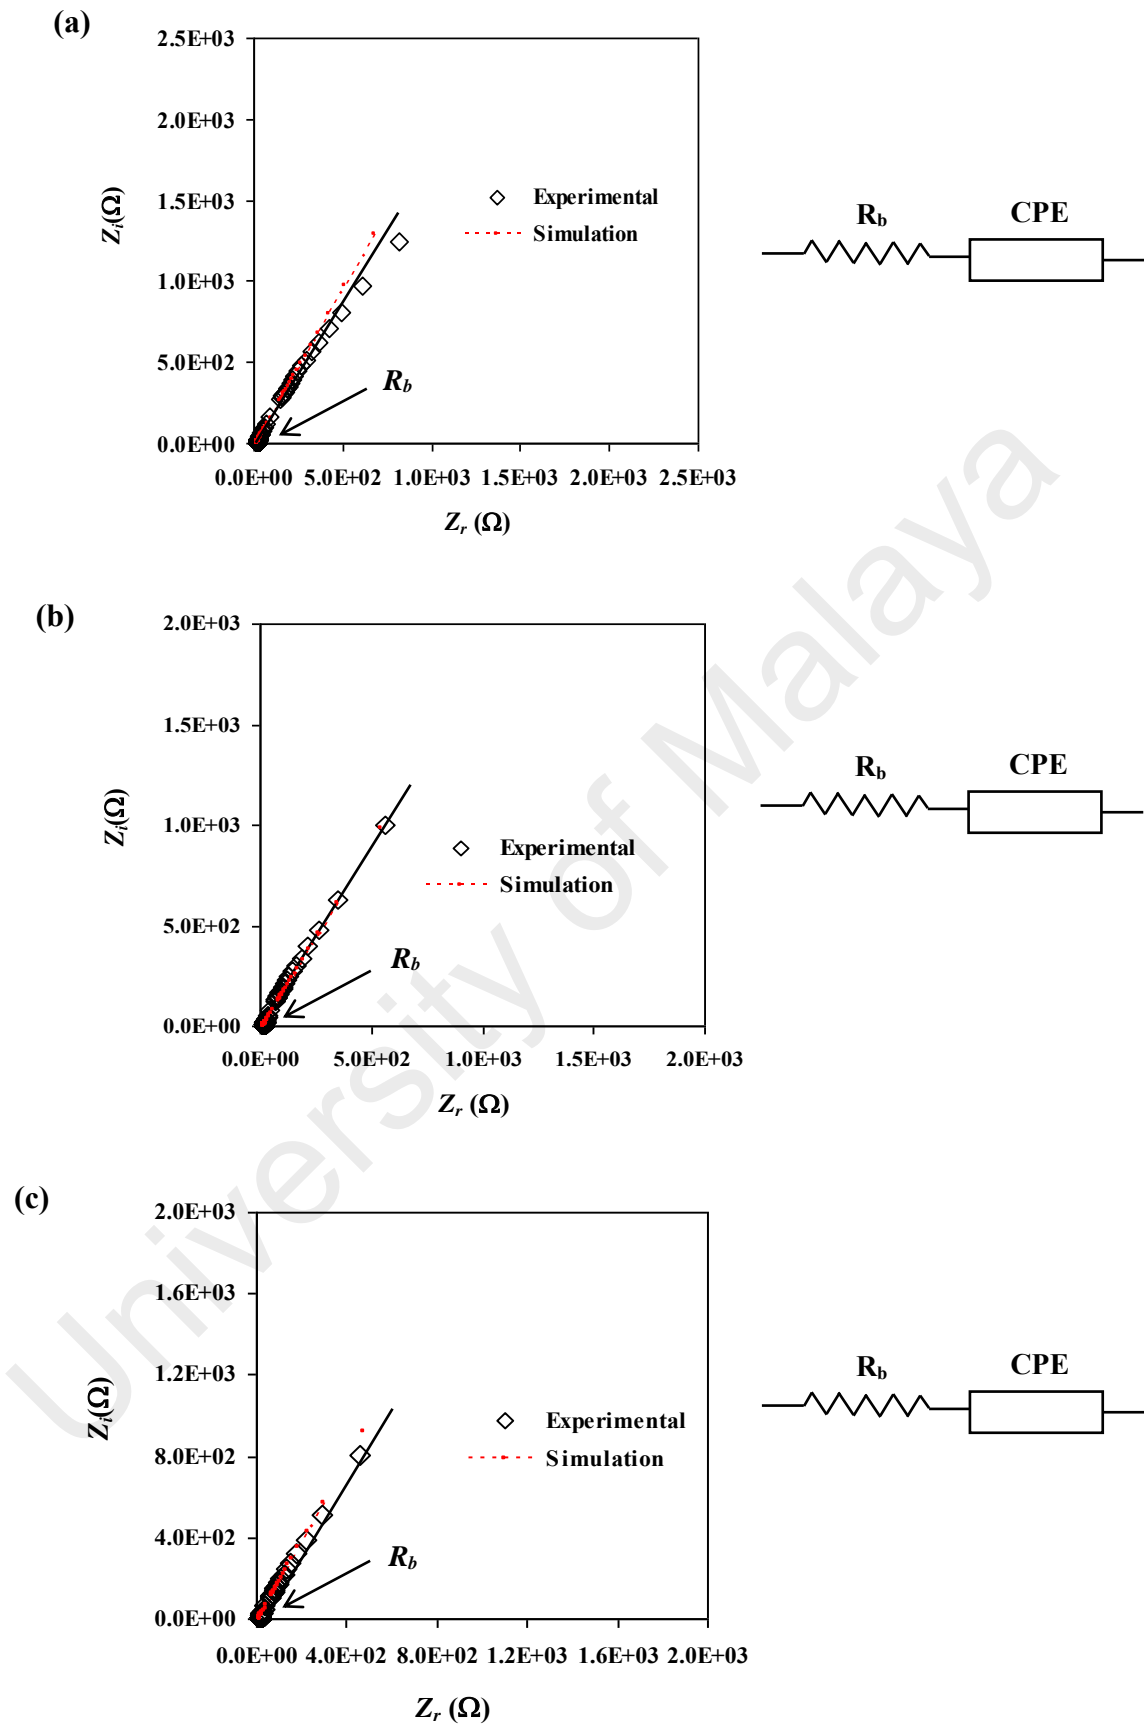 (a)
2.5E+03
2.0E+03
1.5E+03
1.0E+03
5.0E+02
0.0E+00
Zi(Ω)
Experimental
Simulation
Rb
0.0E+00 5.0E+02 1.0E+03 1.5E+03 2.0E+03 2.5E+03
Zr (Ω)
Rb CPE
(b)
2.0E+03
1.5E+03
1.0E+03
5.0E+02
0.0E+00
Zi(Ω)
Experimental
Simulation
Rb
0.0E+00 5.0E+02 1.0E+03 1.5E+03 2.0E+03
Zr (Ω)
Rb CPE
(c)
2.0E+03
1.6E+03
1.2E+03
8.0E+02
4.0E+02
0.0E+00
Zi(Ω)
Experimental
Simulation
Rb
0.0E+00 4.0E+02 8.0E+02 1.2E+03 1.6E+03 2.0E+03
Zr (Ω)
Rb CPE
University of Malaya